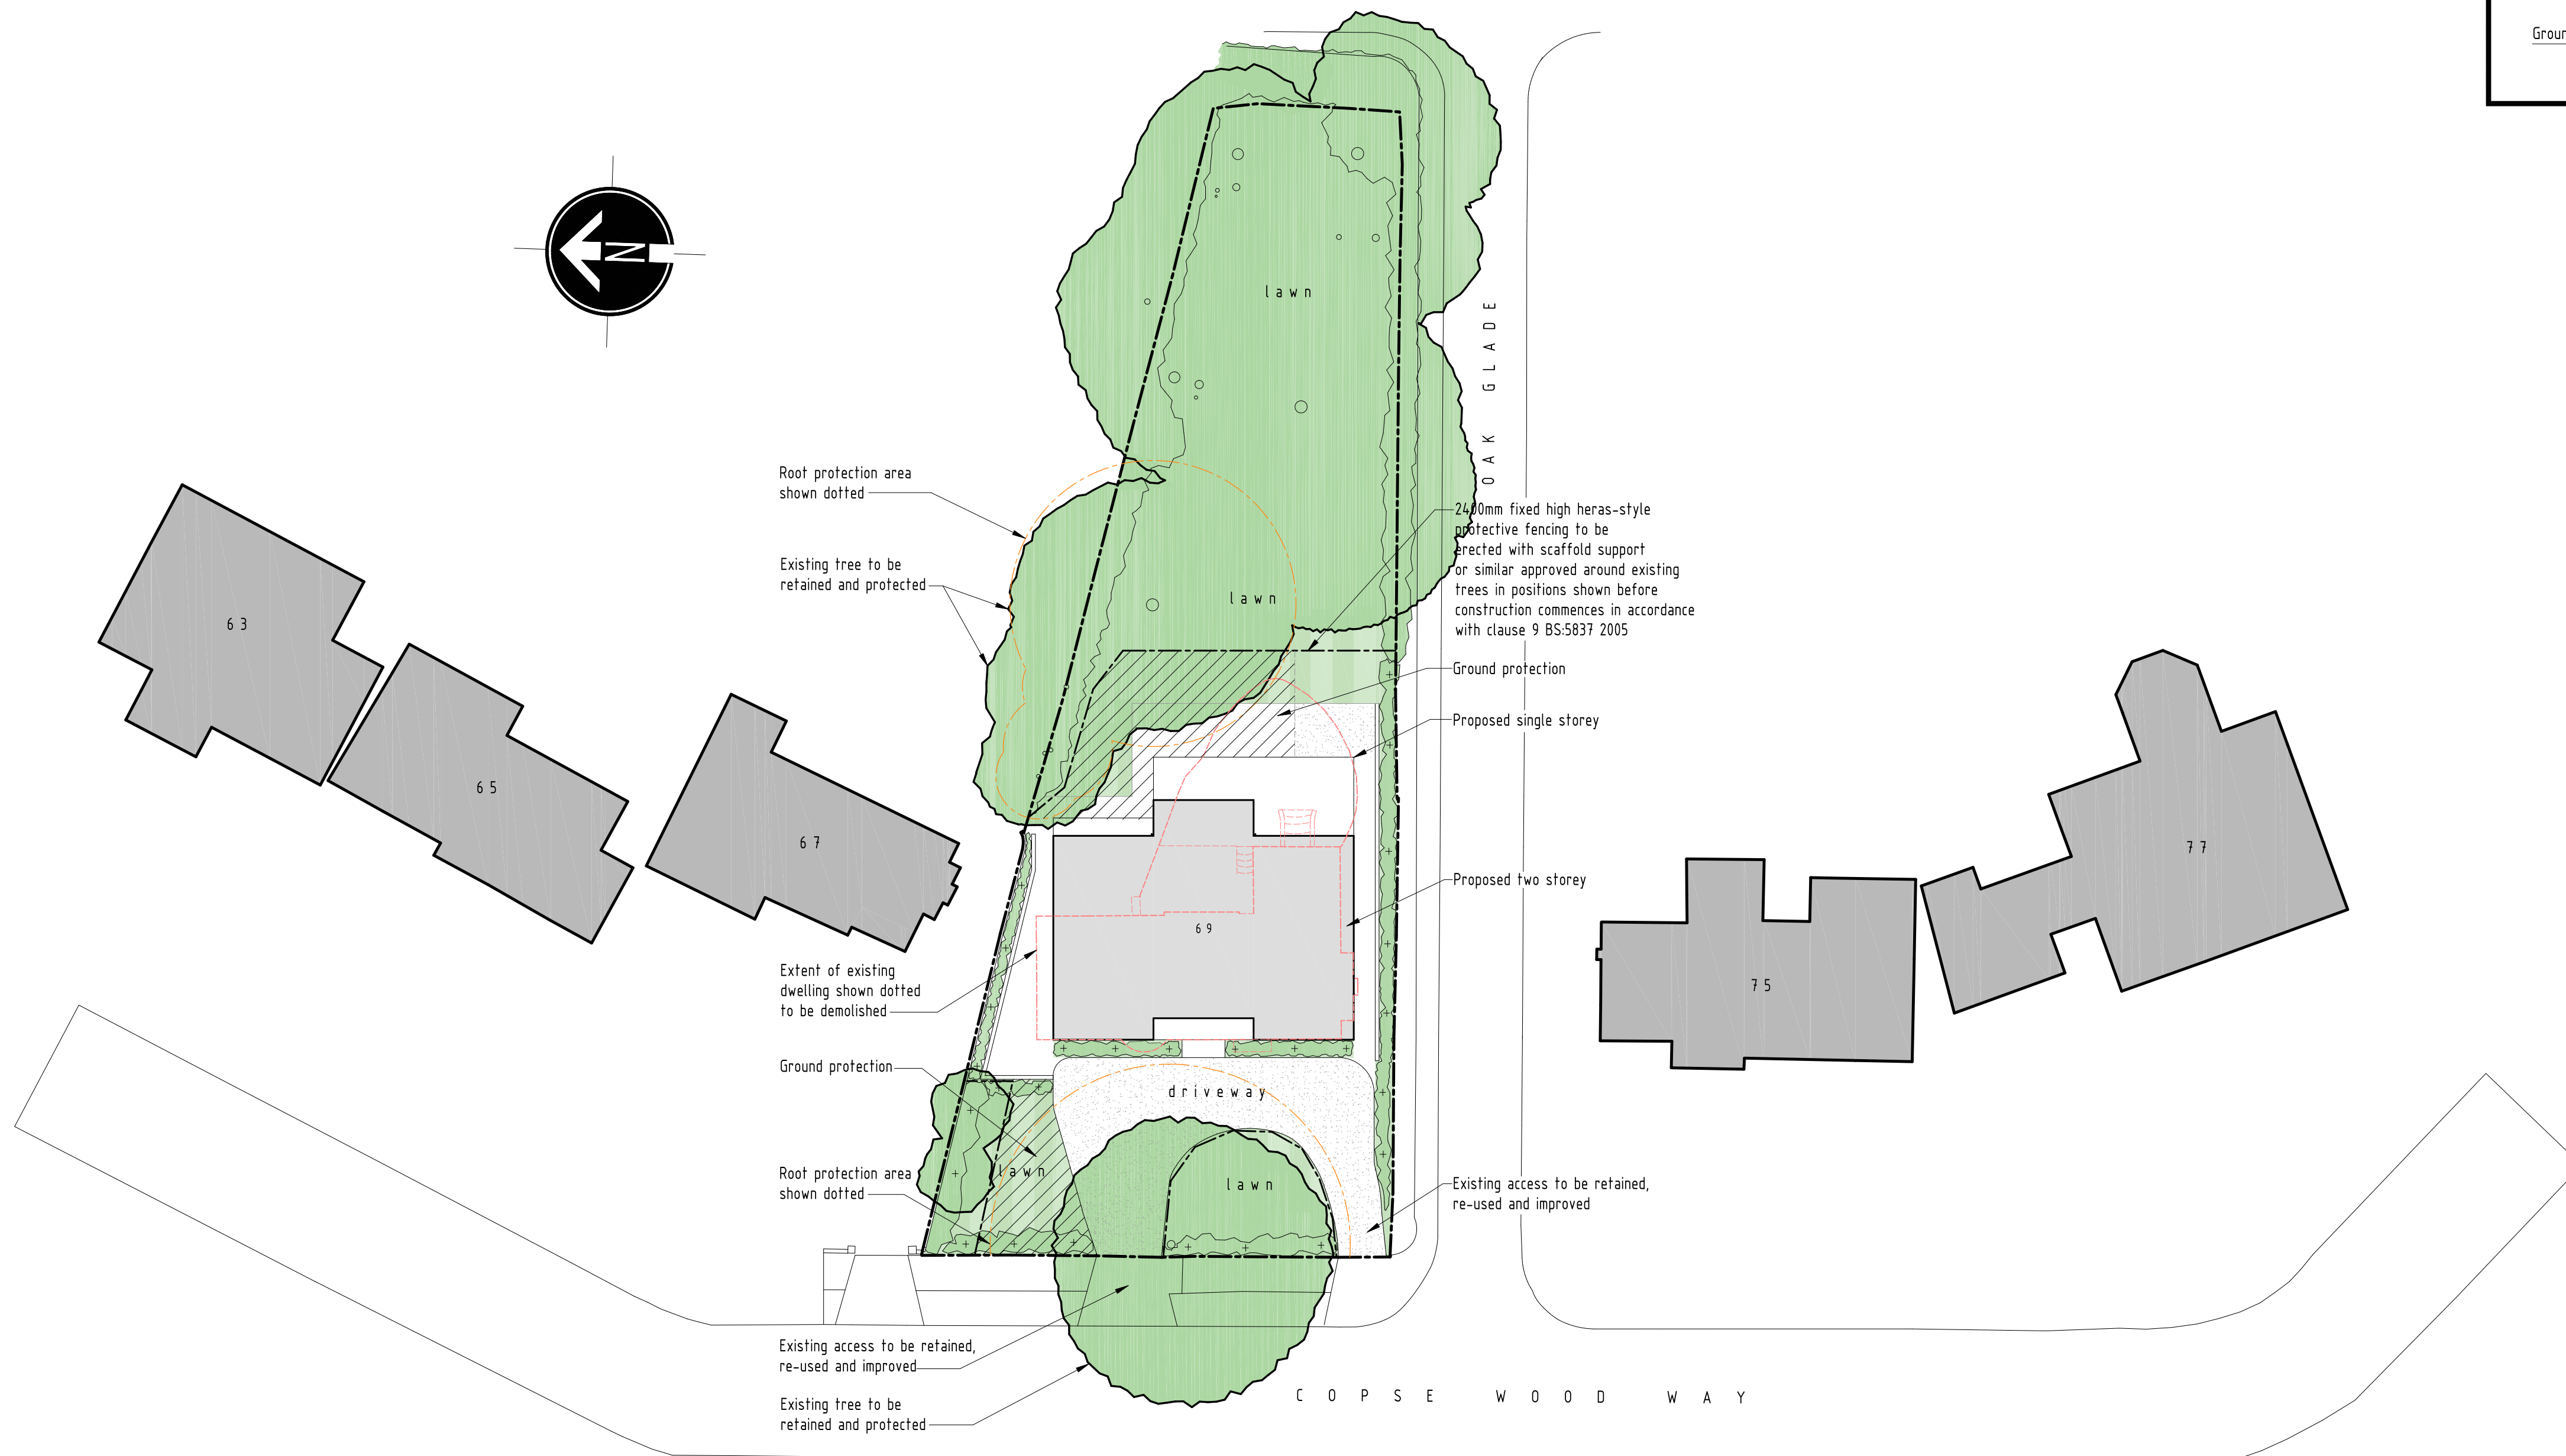 Groun
N
lawn
OAK GLADE
Root protection area
shown dotted
2400mm fixed high heras-style
protective fencing to be
erected with scaffold support
or similar approved around existing
trees in positions shown before
construction commences in accordance
with clause 9 BS:5837 2005
Existing tree to be
retained and protected
lawn
63
Ground protection
Proposed single storey
65
67
77
Proposed two storey
69
Extent of existing
dwelling shown dotted
to be demolished
75
Ground protection
driveway
Root protection area
shown dotted
lawn
lawn
Existing access to be retained,
re-used and improved
Existing access to be retained,
re-used and improved
Existing tree to be
retained and protected
COPSE WOOD WAY